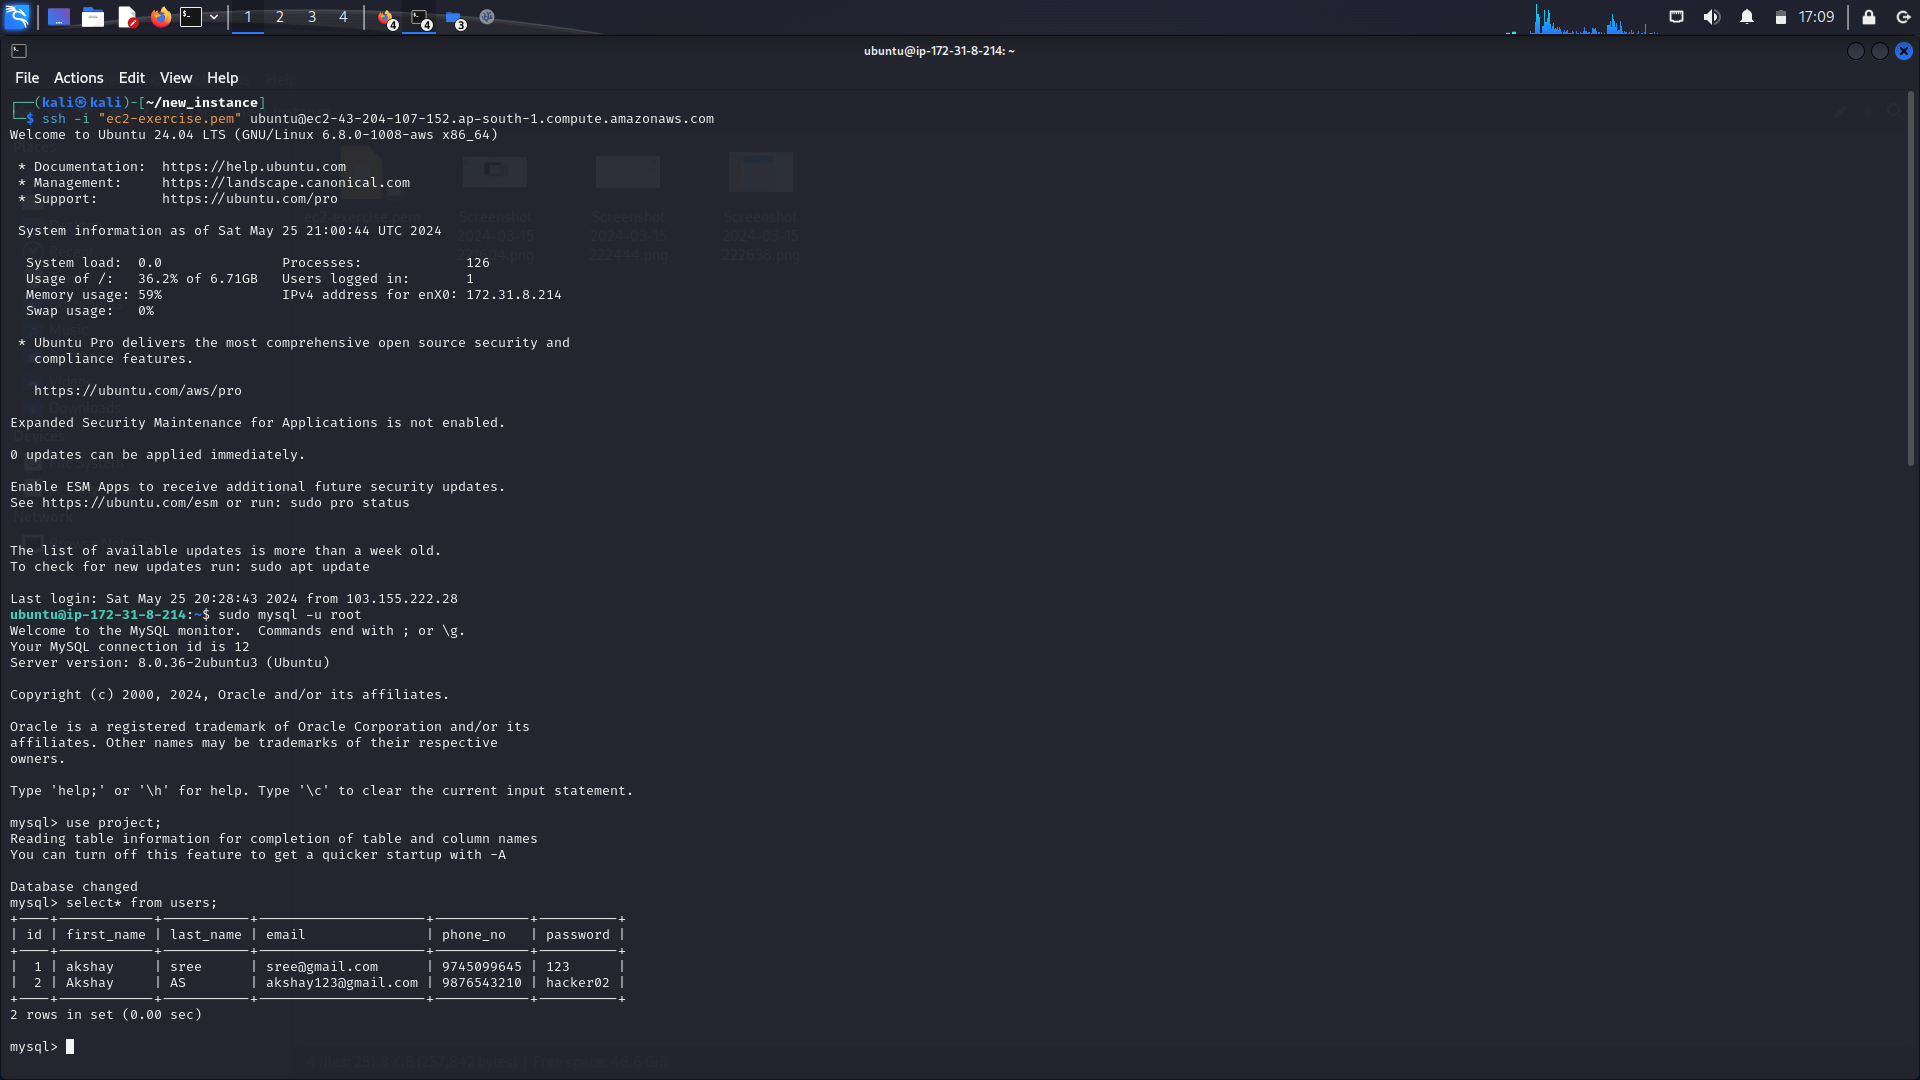 1 2 3 4
4 4 3
17:09
ubuntu@ip-172-31-8-214: ~
File Actions Edit View Help
┌──(kali㉿kali)-[~/new_instance]
└─$ ssh -i "ec2-exercise.pem" ubuntu@ec2-43-204-107-152.ap-south-1.compute.amazonaws.com
Welcome to Ubuntu 24.04 LTS (GNU/Linux 6.8.0-1008-aws x86_64)
* Documentation: https://help.ubuntu.com
* Management: https://landscape.canonical.com
* Support: https://ubuntu.com/pro
System information as of Sat May 25 21:00:44 UTC 2024
System load: 0.0 Processes: 126
Usage of /: 36.2% of 6.71GB Users logged in: 1
Memory usage: 59% IPv4 address for enX0: 172.31.8.214
Swap usage: 0%
* Ubuntu Pro delivers the most comprehensive open source security and
compliance features.
https://ubuntu.com/aws/pro
Expanded Security Maintenance for Applications is not enabled.
0 updates can be applied immediately.
Enable ESM Apps to receive additional future security updates.
See https://ubuntu.com/esm or run: sudo pro status
The list of available updates is more than a week old.
To check for new updates run: sudo apt update
Last login: Sat May 25 20:28:43 2024 from 103.155.222.28
ubuntu@ip-172-31-8-214:~$ sudo mysql -u root
Welcome to the MySQL monitor. Commands end with ; or \g.
Your MySQL connection id is 12
Server version: 8.0.36-2ubuntu3 (Ubuntu)
Copyright (c) 2000, 2024, Oracle and/or its affiliates.
Oracle is a registered trademark of Oracle Corporation and/or its
affiliates. Other names may be trademarks of their respective
owners.
Type 'help;' or '\h' for help. Type '\c' to clear the current input statement.
mysql> use project;
Reading table information for completion of table and column names
You can turn off this feature to get a quicker startup with -A
Database changed
mysql> select* from users;
| id | first_name | last_name | email | phone_no | password |
| 1 | akshay | sree | sree@gmail.com | 9745099645 | 123 |
| 2 | Akshay | AS | akshay123@gmail.com | 9876543210 | hacker02 |
2 rows in set (0.00 sec)
mysql>